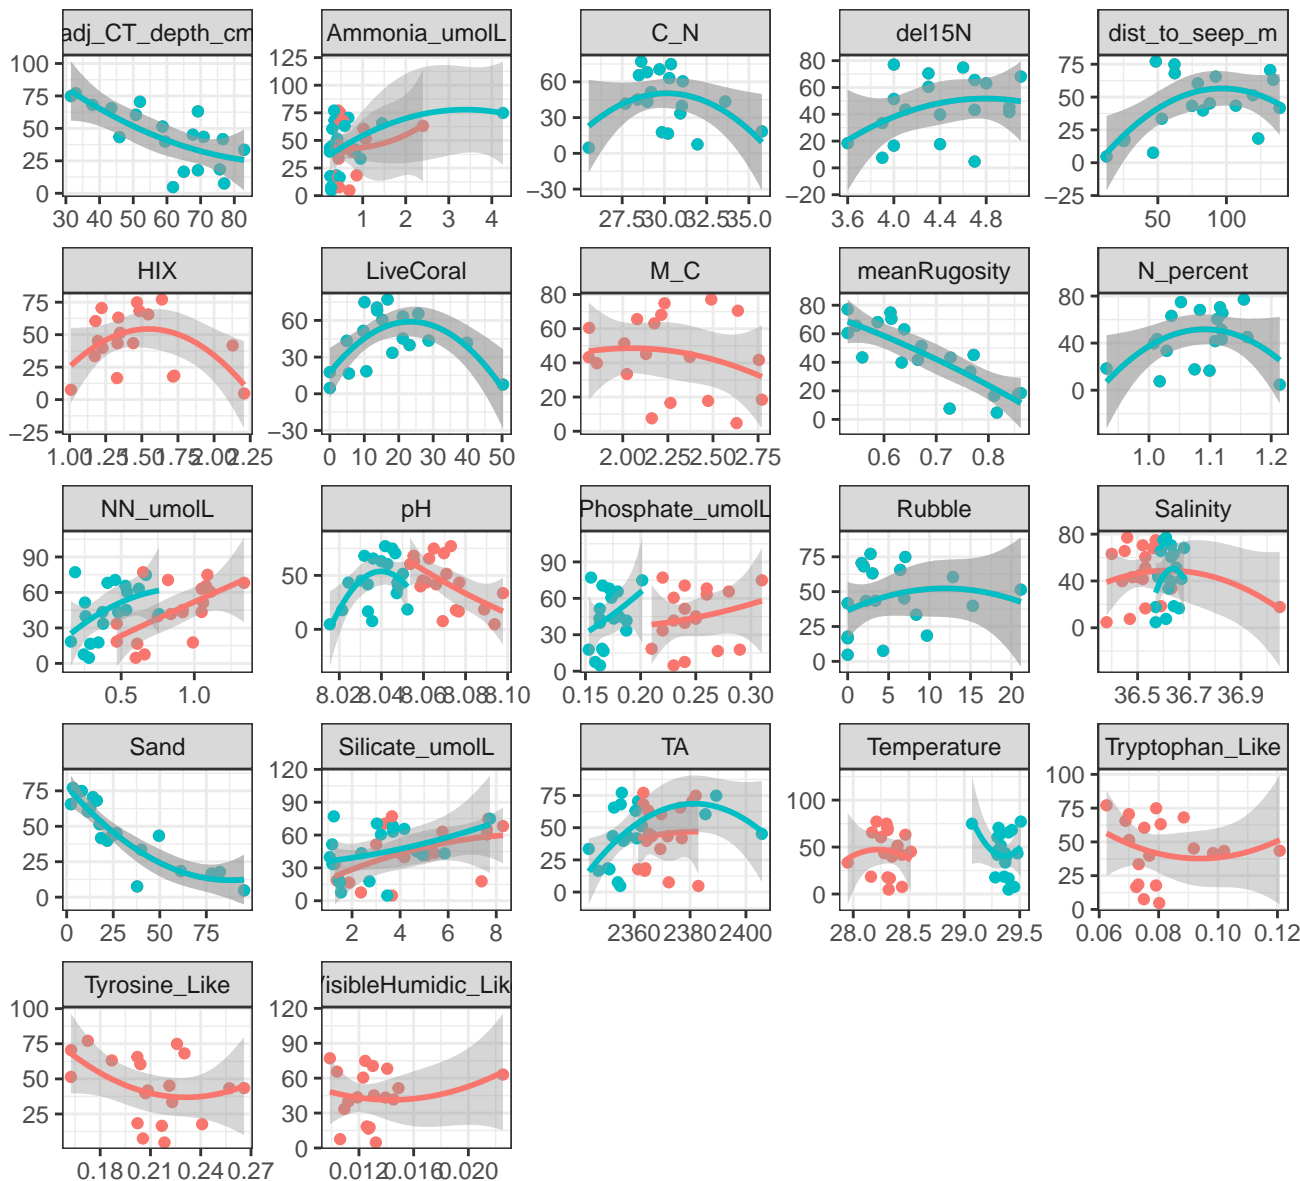 adj_CT_depth_cm Ammonia_umolL C_N del15N dist_to_seep_m
100 75 50 25 0
30 40 50 60 70 80
125 100 75 50 25 0
1 2 3 4
60 30 0 −30
27.5 30.0 32.5 35.0
80 60 40 20 0 −20
3.6 4.0 4.4 4.8
75 50 25 0 −25
50 100
HIX LiveCoral M_C meanRugosity N_percent
75 50 25 0 −25
1.00 1.25 1.50 1.75 2.00 2.25
90 60 30 0 −30
0 10 20 30 40 50
80 60 40 20 0
2.00 2.25 2.50 2.75
80 60 40 20 0
0.6 0.7 0.8
80 40 0
1.0 1.1 1.2
NN_umolL pH Phosphate_umolL Rubble Salinity
90 60 30 0
0.5 1.0
50 0
8.02 8.04 8.06 8.08 8.10
75 50 25 0
0.15 0.20 0.25 0.30
75 50 25 0
0 5 10 15 20
80 40 0
36.5 36.7 36.9
Sand Silicate_umolL TA Temperature Tryptophan_Like
75 50 25 0
0 25 50 75
120 90 60 30 0
2 4 6 8
75 50 25 0
2360 2380 2400
100 50 0
28.0 28.5 29.0 29.5
100 75 50 25 0
0.06 0.08 0.10 0.12
Tyrosine_Like VisibleHumidic_Lik
100 75 50 25
0.18 0.21 0.24 0.27
120 90 60 30 0
0.012 0.016 0.020